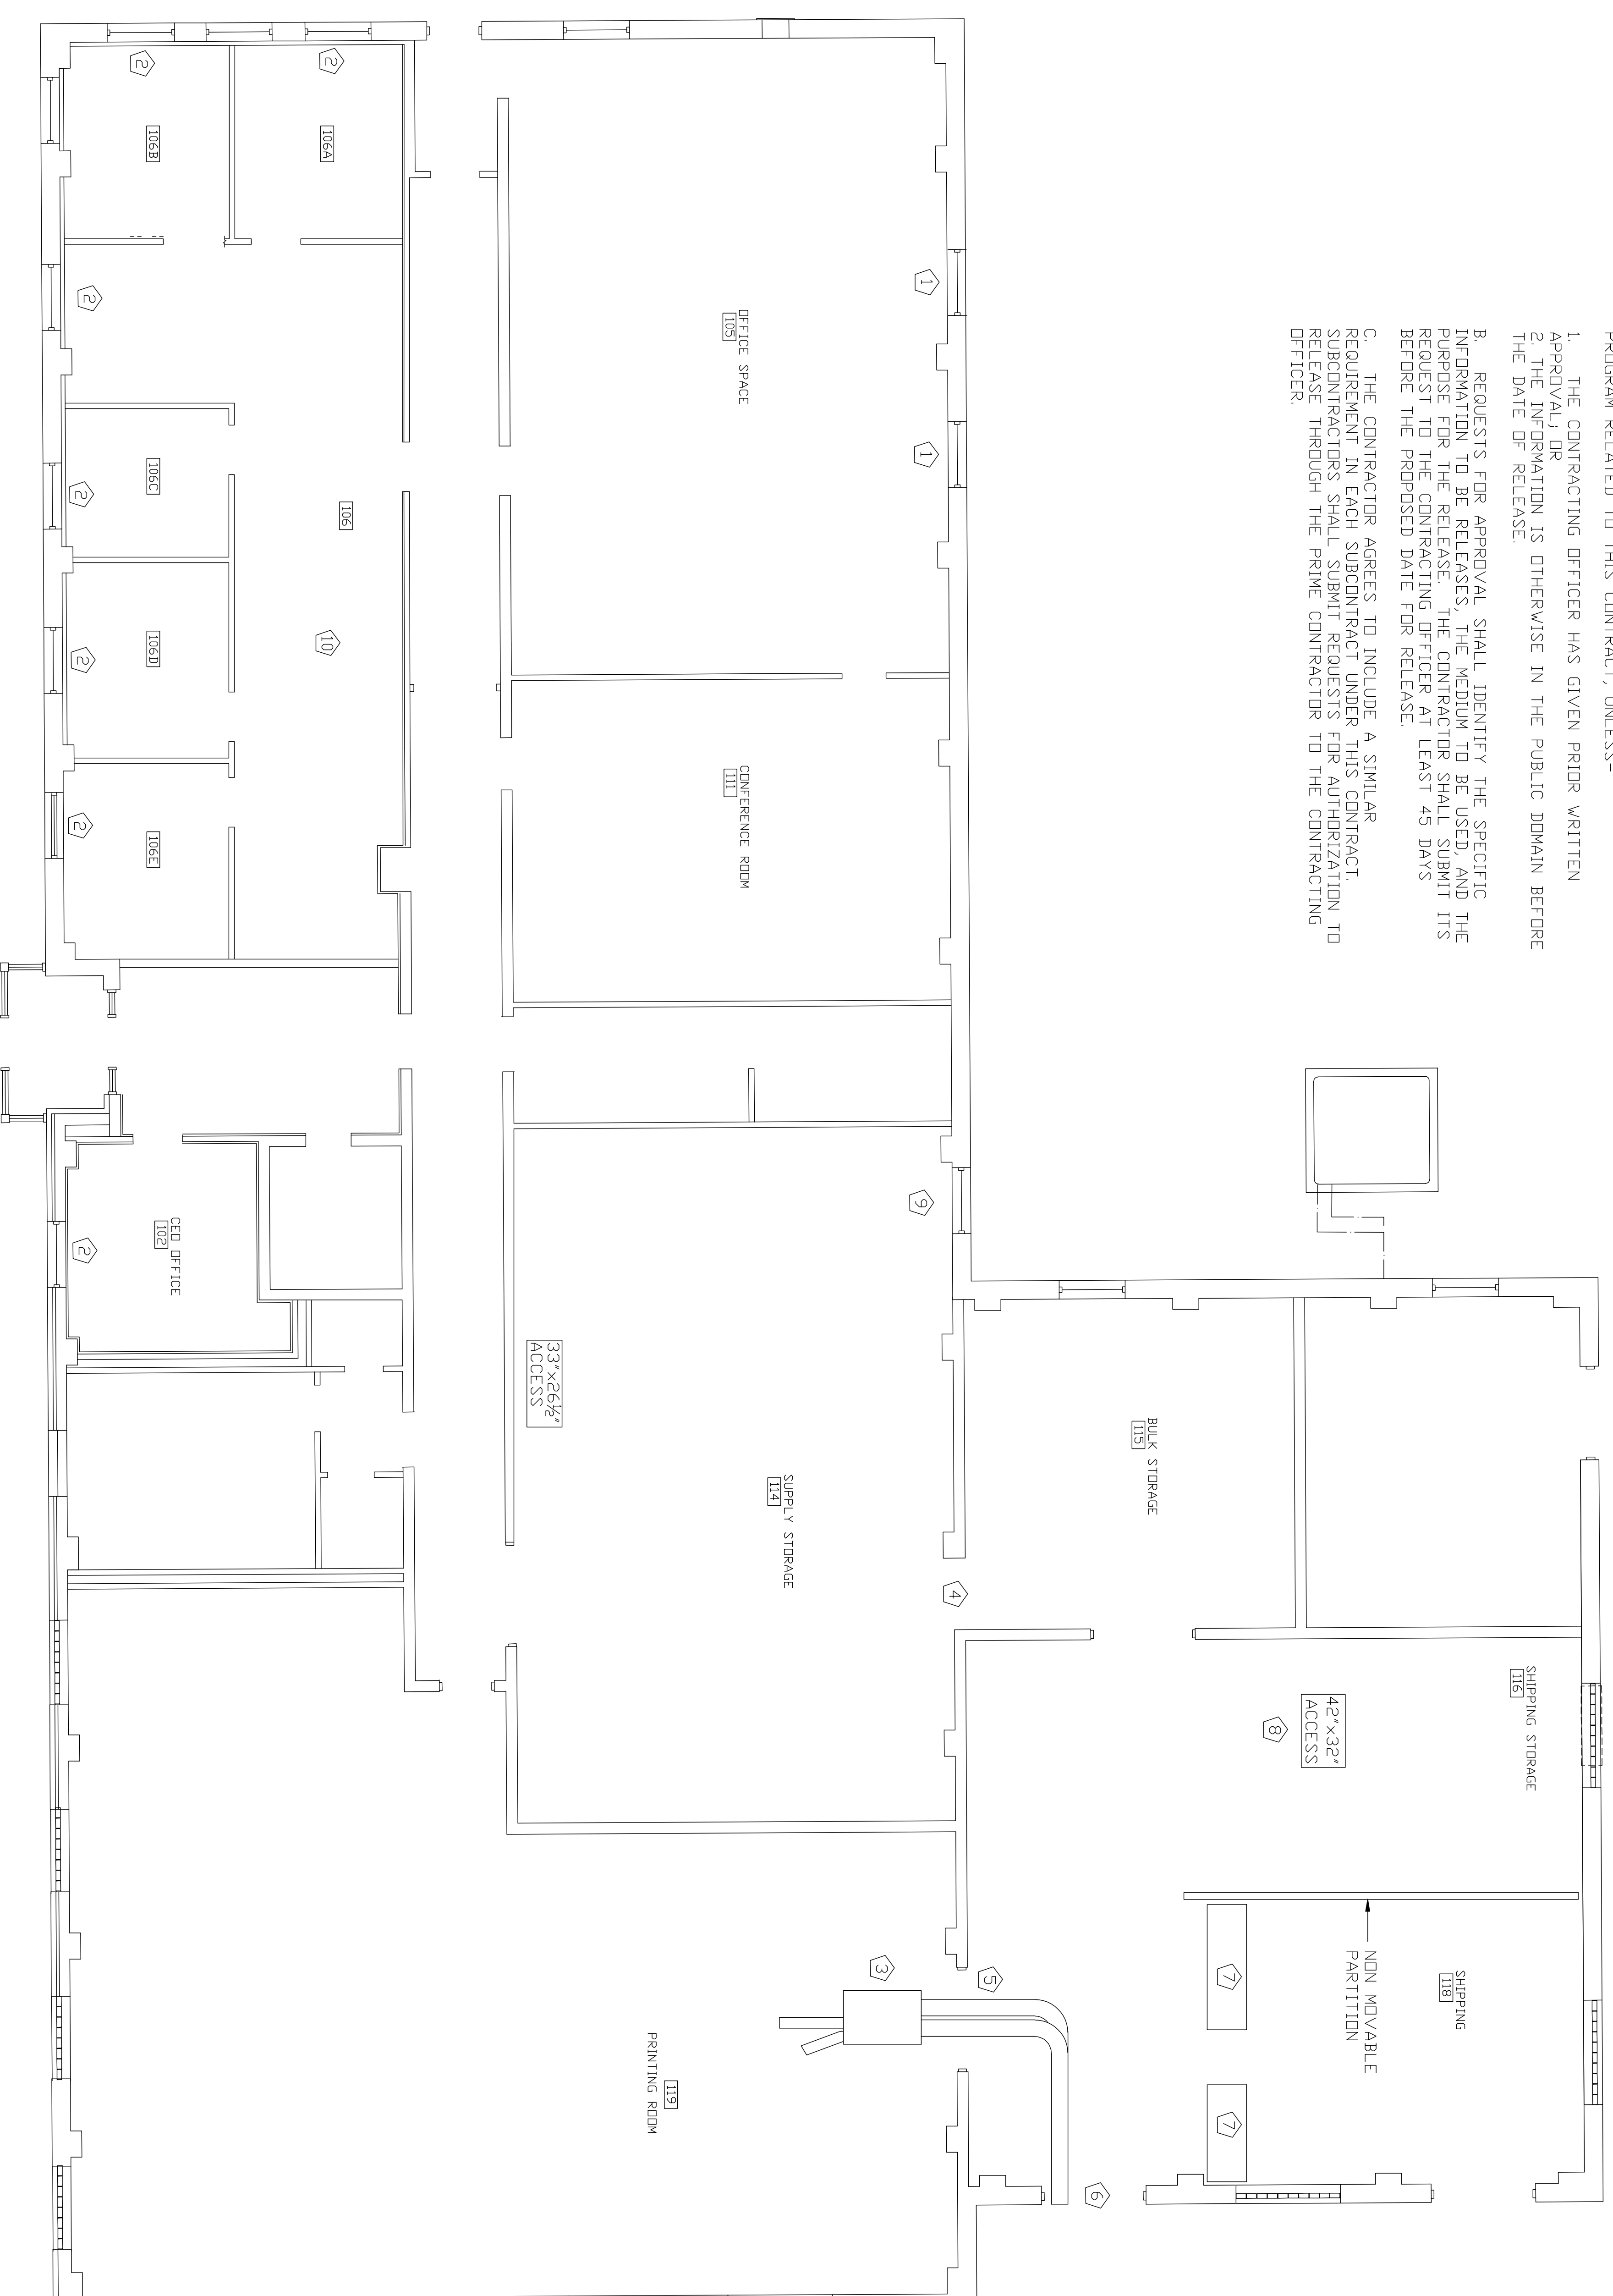 PROGRAM RELATED TO THIS CONTRACT, UNLESS-
1. THE CONTRACTING OFFICER HAS GIVEN PRIOR WRITTEN
APPROVAL; OR
2. THE INFORMATION IS OTHERWISE IN THE PUBLIC DOMAIN BEFORE
THE DATE OF RELEASE.
B. REQUESTS FOR APPROVAL SHALL IDENTIFY THE SPECIFIC
INFORMATION TO BE RELEASES, THE MEDIUM TO BE USED, AND THE
PURPOSE FOR THE RELEASE. THE CONTRACTOR SHALL SUBMIT ITS
REQUEST TO THE CONTRACTING OFFICER AT LEAST 45 DAYS
BEFORE THE PROPOSED DATE FOR RELEASE.
C. THE CONTRACTOR AGREES TO INCLUDE A SIMILAR
REQUIREMENT IN EACH SUBCONTRACT UNDER THIS CONTRACT.
SUBCONTRACTORS SHALL SUBMIT REQUESTS FOR AUTHORIZATION TO
RELEASE THROUGH THE PRIME CONTRACTOR TO THE CONTRACTING
OFFICER.
SHIPPING STORAGE
116
SHIPPING
118
NON MOVABLE
PARTITION
42"x32"
ACCESS
8
7
7
BULK STORAGE
115
6
5
4
3
9
1
1
SUPPLY STORAGE
114
OFFICE SPACE
105
CONFERENCE ROOM
111
119
PRINTING ROOM
33"x26½"
ACCESS
106
10
106A
2
106B
2
106C
106D
106E
CEO OFFICE
102
2
2
2
2
2